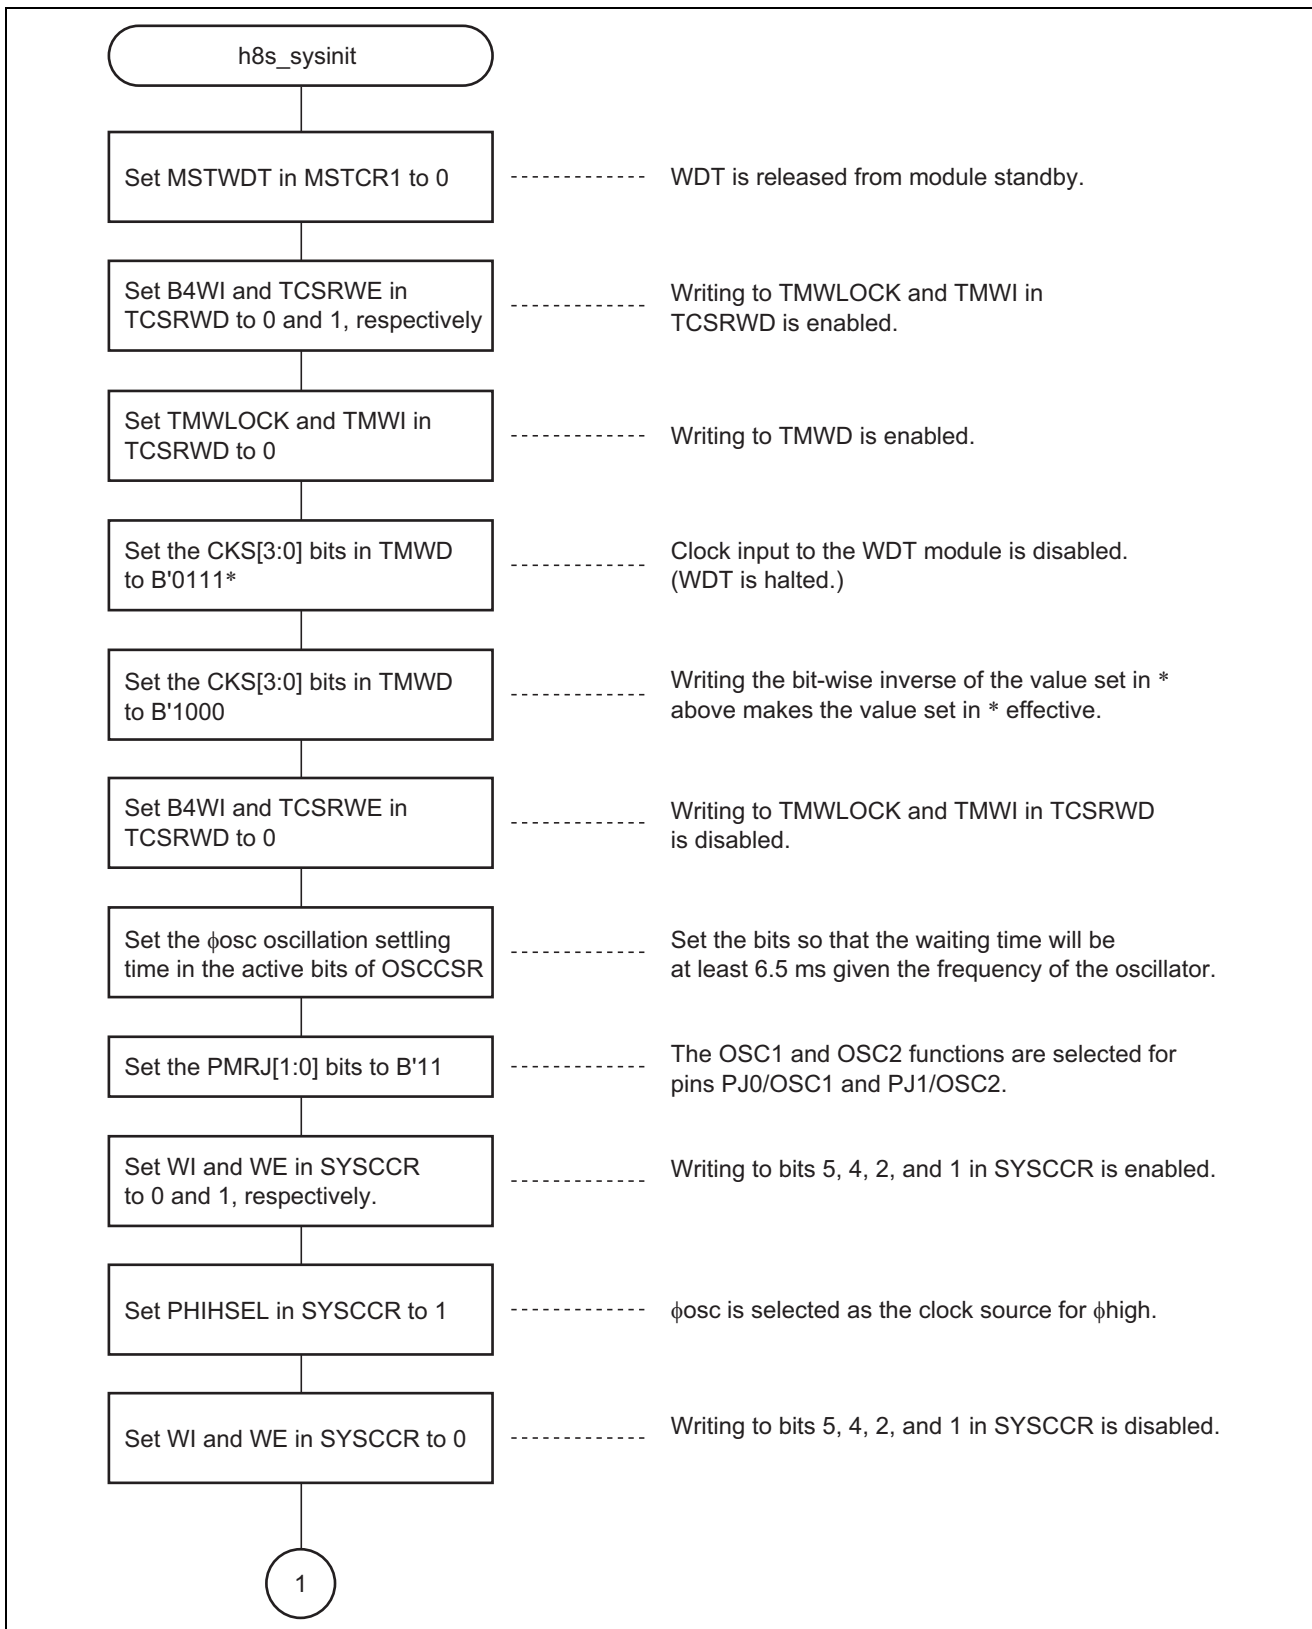 h8s_sysinit
Set MSTWDT in MSTCR1 to 0
WDT is released from module standby.
Set B4WI and TCSRWE in
TCSRWD to 0 and 1, respectively
Writing to TMWLOCK and TMWI in
TCSRWD is enabled.
Set TMWLOCK and TMWI in
TCSRWD to 0
Writing to TMWD is enabled.
Set the CKS[3:0] bits in TMWD
to B'0111*
Clock input to the WDT module is disabled.
(WDT is halted.)
Set the CKS[3:0] bits in TMWD
to B'1000
Writing the bit-wise inverse of the value set in *
above makes the value set in * effective.
Set B4WI and TCSRWE in
TCSRWD to 0
Writing to TMWLOCK and TMWI in TCSRWD
is disabled.
Set the ϕosc oscillation settling
time in the active bits of OSCCSR
Set the bits so that the waiting time will be
at least 6.5 ms given the frequency of the oscillator.
Set the PMRJ[1:0] bits to B'11
The OSC1 and OSC2 functions are selected for
pins PJ0/OSC1 and PJ1/OSC2.
Set WI and WE in SYSCCR
to 0 and 1, respectively.
Writing to bits 5, 4, 2, and 1 in SYSCCR is enabled.
Set PHIHSEL in SYSCCR to 1
ϕosc is selected as the clock source for ϕhigh.
Set WI and WE in SYSCCR to 0
Writing to bits 5, 4, 2, and 1 in SYSCCR is disabled.
1